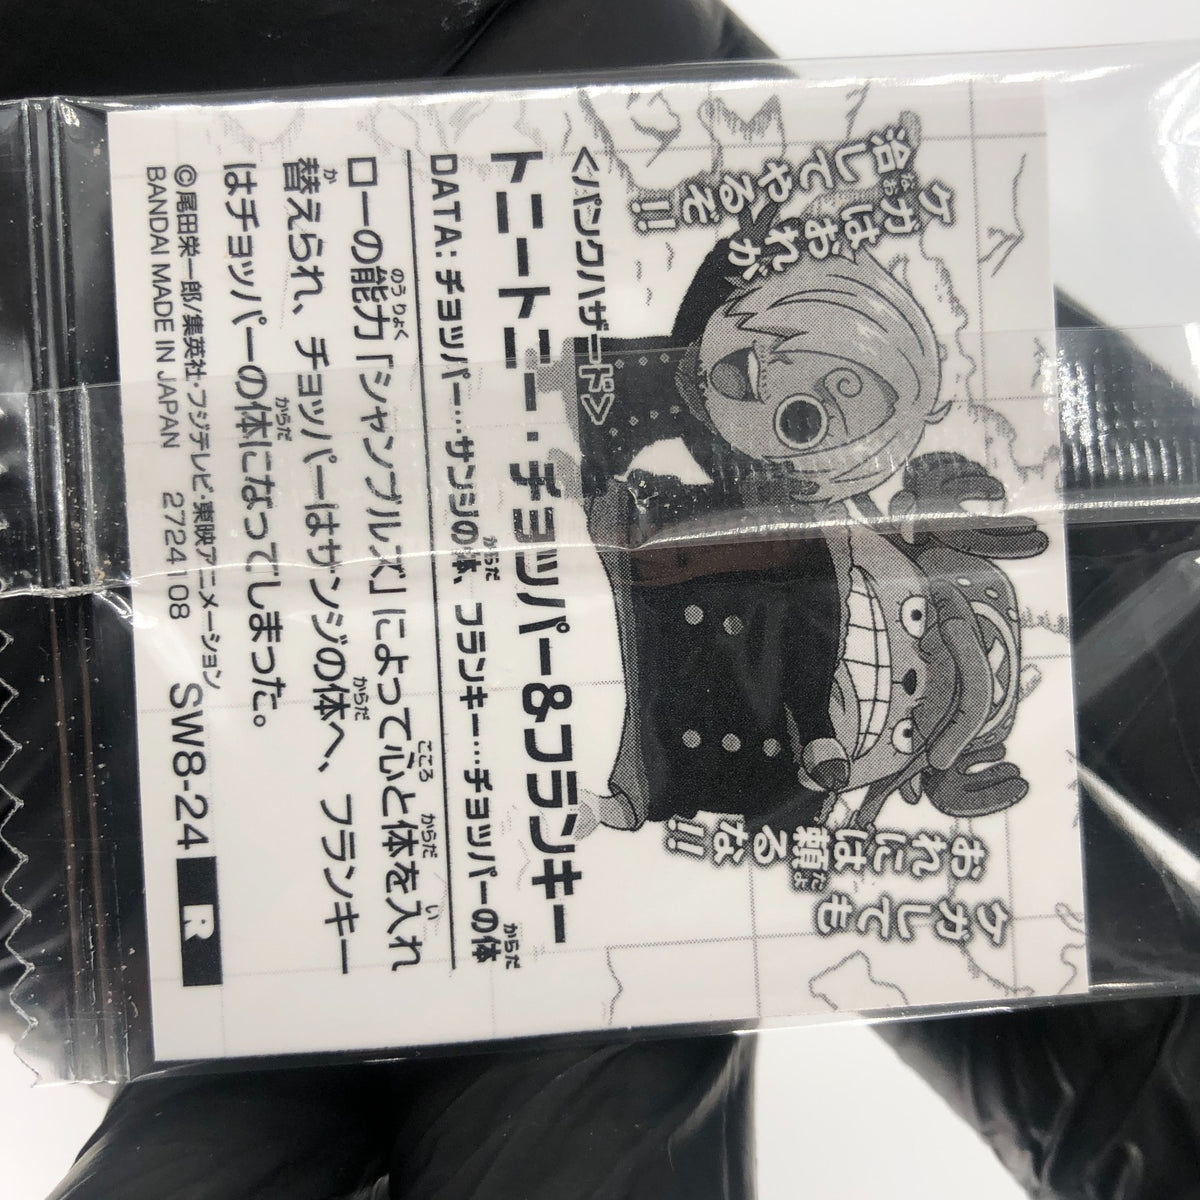 ケガはおれが
治してやるぞ!!
ケガしても
おれには頼るな!!
<パンクハザード>
トニートニー・チョッパー&フランキー
DATA:チョッパー…サンジの体、フランキー…チョッパーの体
ローの能力「シャンブルズ」によって心と体を入れ
替えられ、チョッパーはサンジの体へ、フランキー
はチョッパーの体になってしまった。
©尾田栄一郎/集英社・フジテレビ・東映アニメーション
BANDAI MADE IN JAPAN 2724108 SW8-24 R